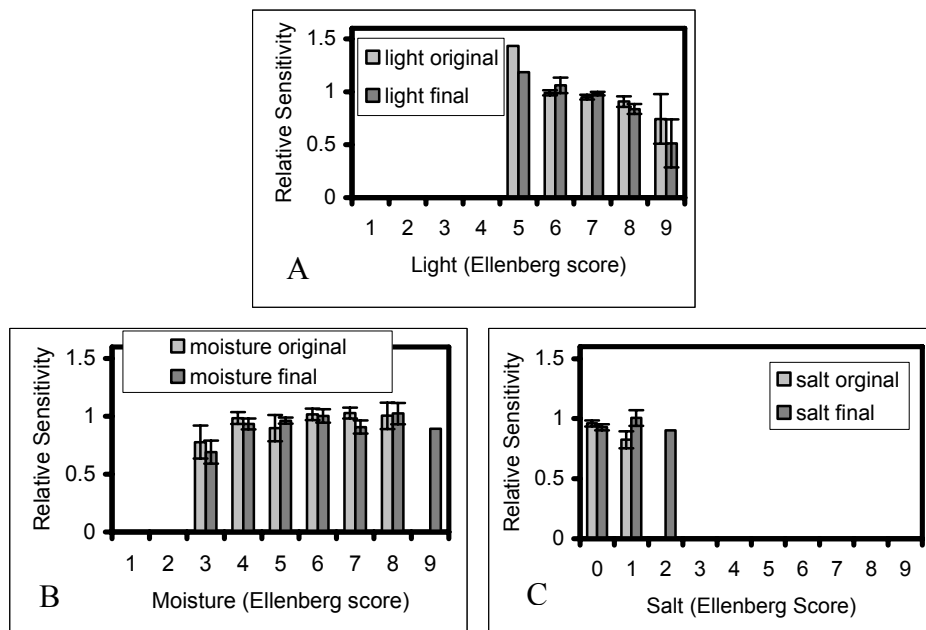 1.5
1
0.5
0
Relative Sensitivity
light original
light final
1 2 3 4 5 6 7 8 9
Light (Ellenberg score)
A
1.5
1
0.5
0
Relative Sensitivity
moisture original
moisture final
1 2 3 4 5 6 7 8 9
Moisture (Ellenberg score)
B
1.5
1
0.5
0
Relative Sensitivity
salt orginal
salt final
0 1 2 3 4 5 6 7 8 9
Salt (Ellenberg Score)
C